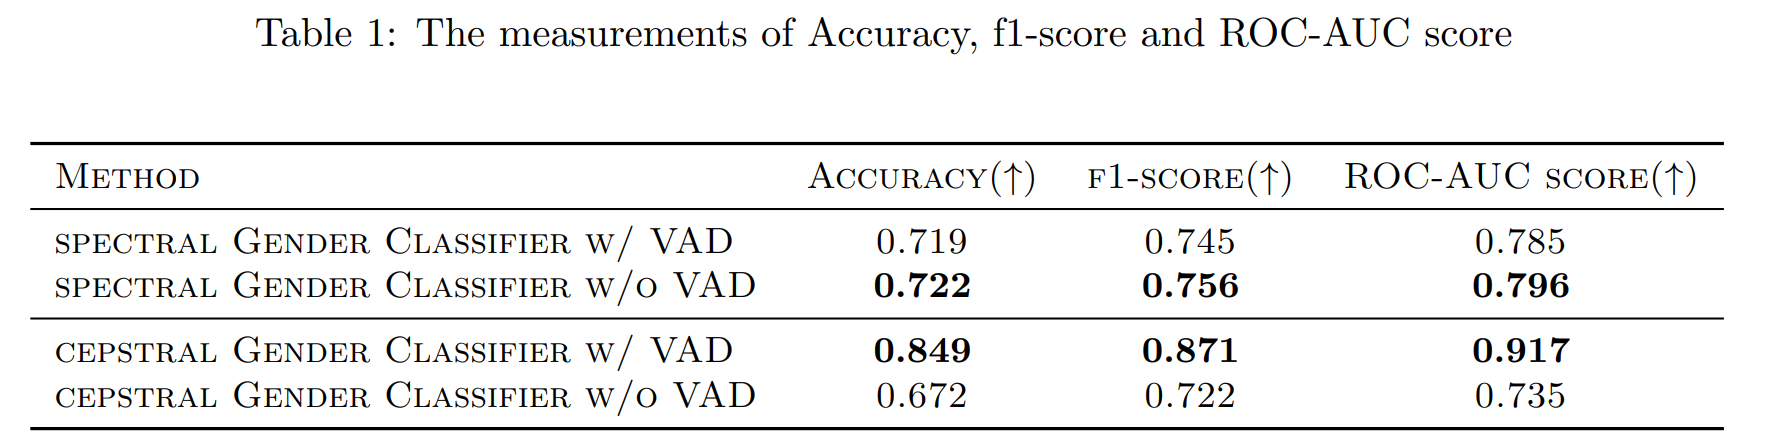 Table 1: The measurements of Accuracy, f1-score and ROC-AUC score
Method Accuracy(↑) f1-score(↑) ROC-AUC score(↑)
spectral Gender Classifier w/ VAD 0.719 0.745 0.785
spectral Gender Classifier w/o VAD 0.722 0.756 0.796
cepstral Gender Classifier w/ VAD 0.849 0.871 0.917
cepstral Gender Classifier w/o VAD 0.672 0.722 0.735